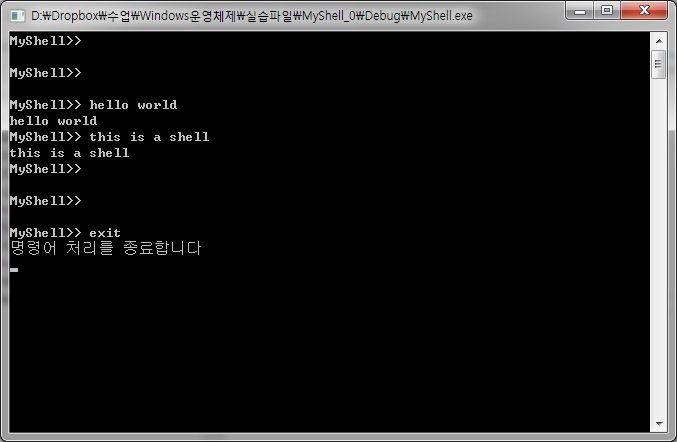 D:₩Dropbox₩수업₩Windows운영체제₩실습파일₩MyShell_0₩Debug₩MyShell.exe
MyShell>>
MyShell>>
MyShell>> hello world
hello world
MyShell>> this is a shell
this is a shell
MyShell>>
MyShell>>
MyShell>> exit
명령어 처리를 종료합니다